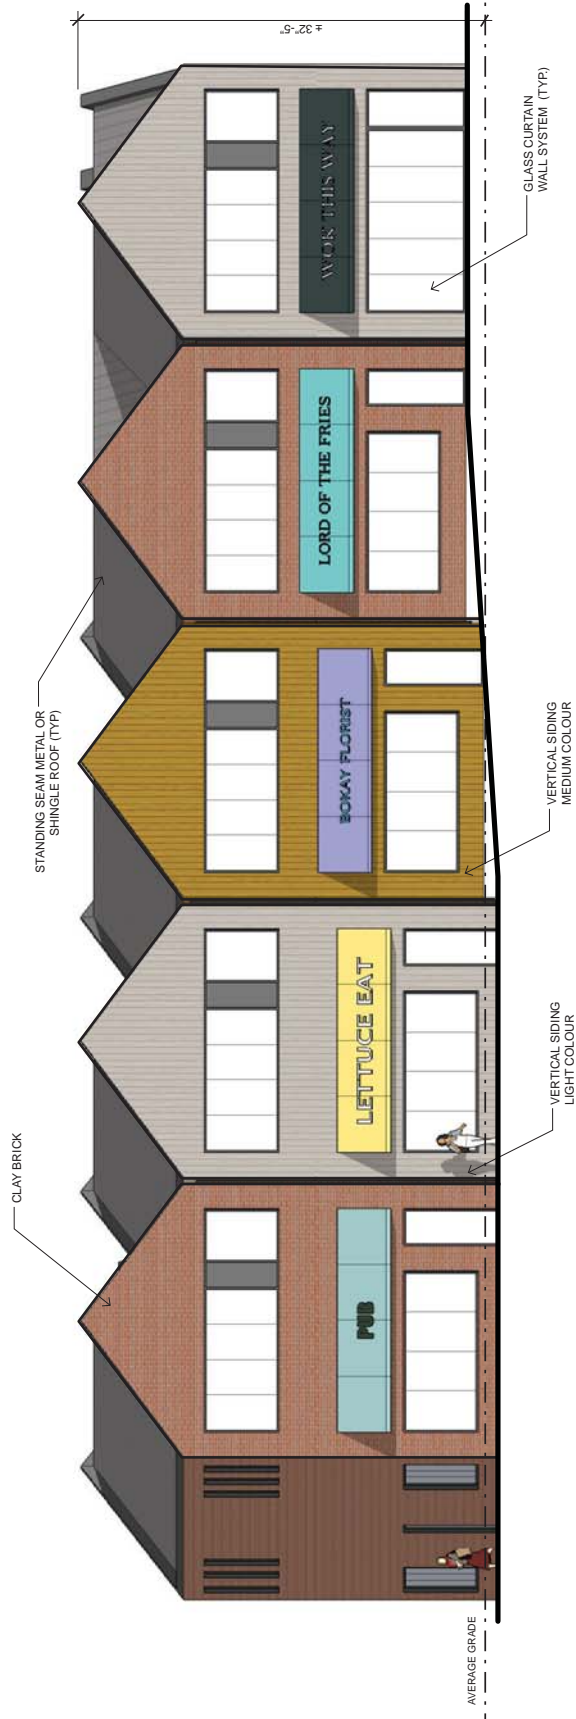 CLAY BRICK
STANDING SEAM METAL OR
SHINGLE ROOF (TYP)
± 32'-5"
PUB
LETTUCE EAT
BOKAY FLORIST
LORD OF THE FRIES
WOK THIS WAY
AVERAGE GRADE
VERTICAL SIDING
LIGHT COLOUR
VERTICAL SIDING
MEDIUM COLOUR
GLASS CURTAIN
WALL SYSTEM (TYP.)